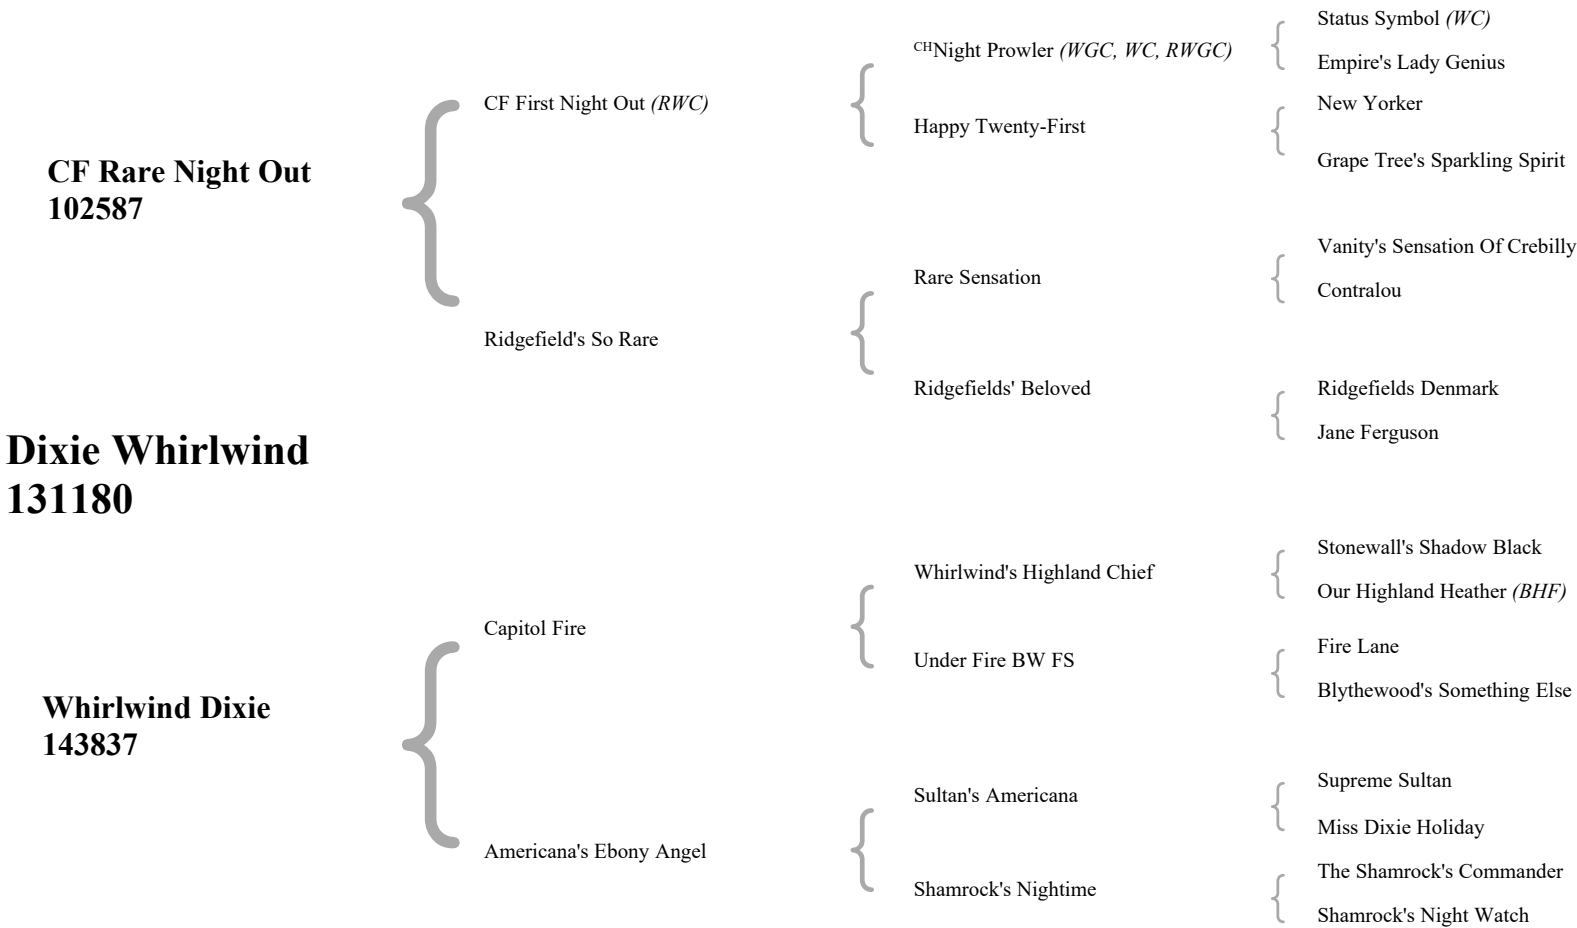 Status Symbol (WC)
CHNight Prowler (WGC, WC, RWGC)
Empire's Lady Genius
CF First Night Out (RWC)
New Yorker
Happy Twenty-First
Grape Tree's Sparkling Spirit
CF Rare Night Out
102587
Vanity's Sensation Of Crebilly
Rare Sensation
Contralou
Ridgefield's So Rare
Ridgefields' Beloved
Ridgefields Denmark
Jane Ferguson
Dixie Whirlwind
131180
Stonewall's Shadow Black
Whirlwind's Highland Chief
Our Highland Heather (BHF)
Capitol Fire
Fire Lane
Under Fire BW FS
Blythewood's Something Else
Whirlwind Dixie
143837
Supreme Sultan
Sultan's Americana
Miss Dixie Holiday
Americana's Ebony Angel
The Shamrock's Commander
Shamrock's Nightime
Shamrock's Night Watch